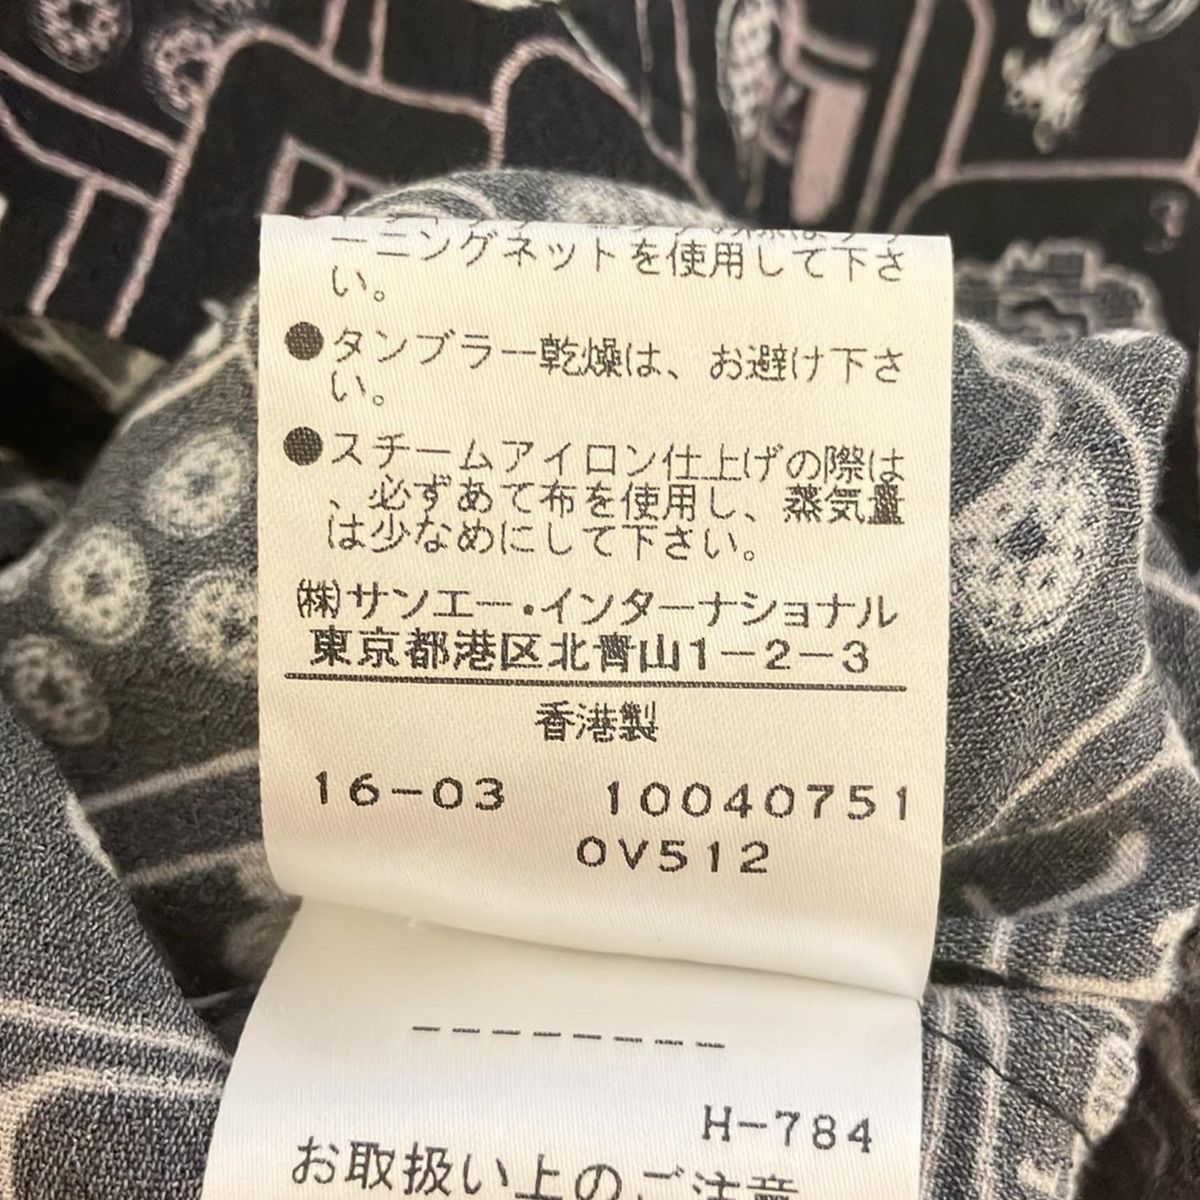 ーニングネットを使用して下さ
い。
●タンブラー乾燥は、お避け下さ
い。
●スチームアイロン仕上げの際は
、必ずあて布を使用し、蒸気量
は少なめにして下さい。
㈱サンエー・インターナショナル
東京都港区北青山1-2-3
香港製
16-03 10040751
0V512
--------
H-784
お取扱い上のご注意